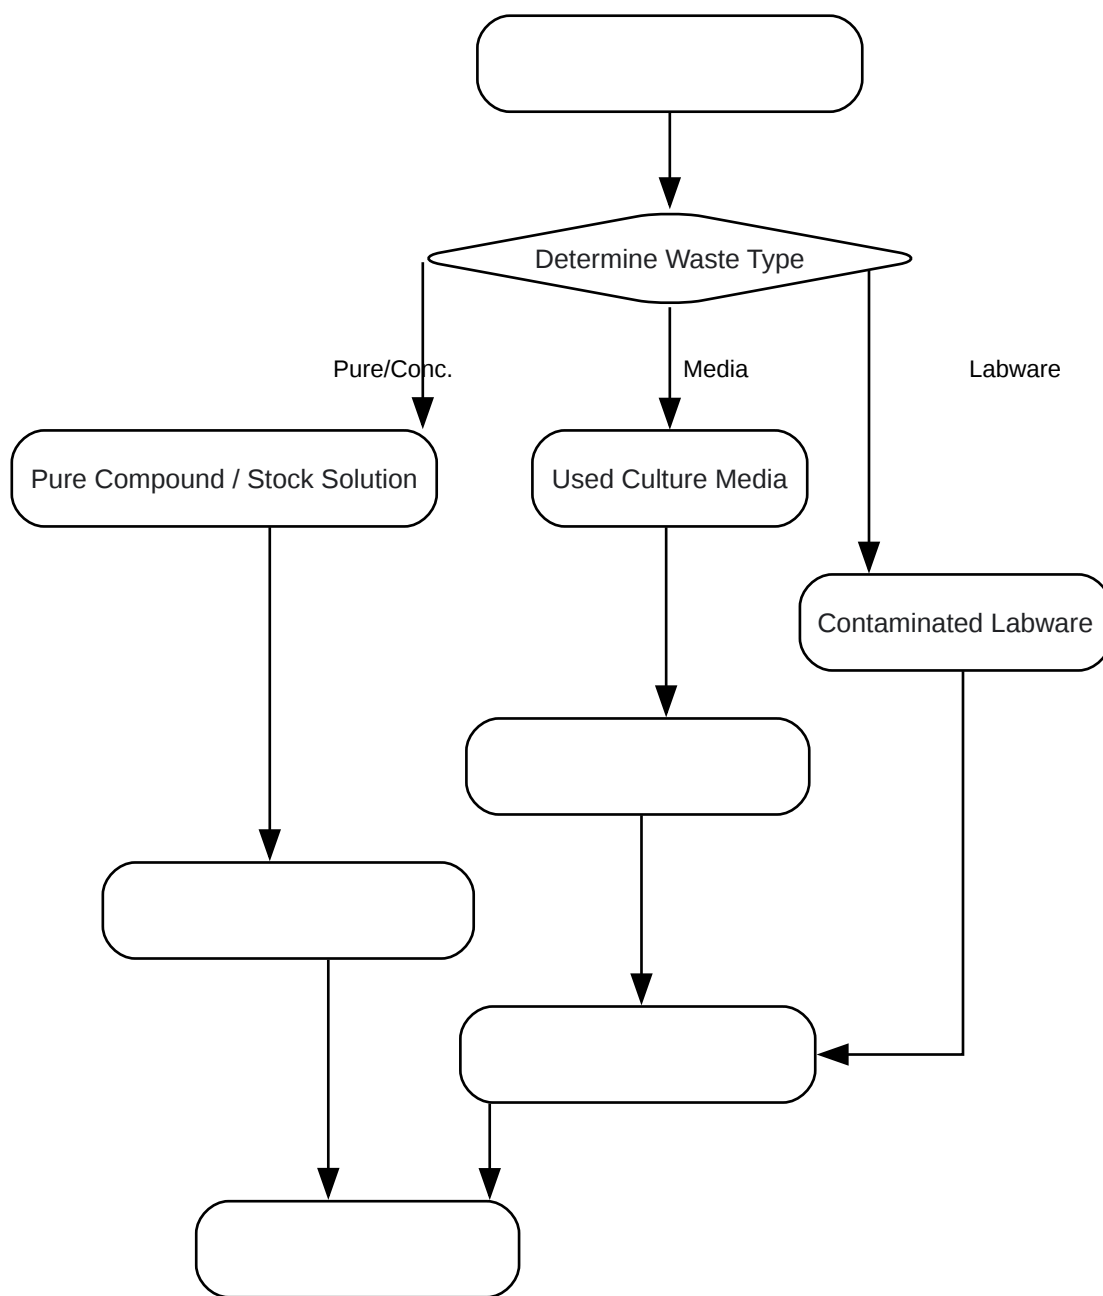 Determine Waste Type
Pure/Conc.
Media
Labware
Pure Compound / Stock Solution
Used Culture Media
Contaminated Labware